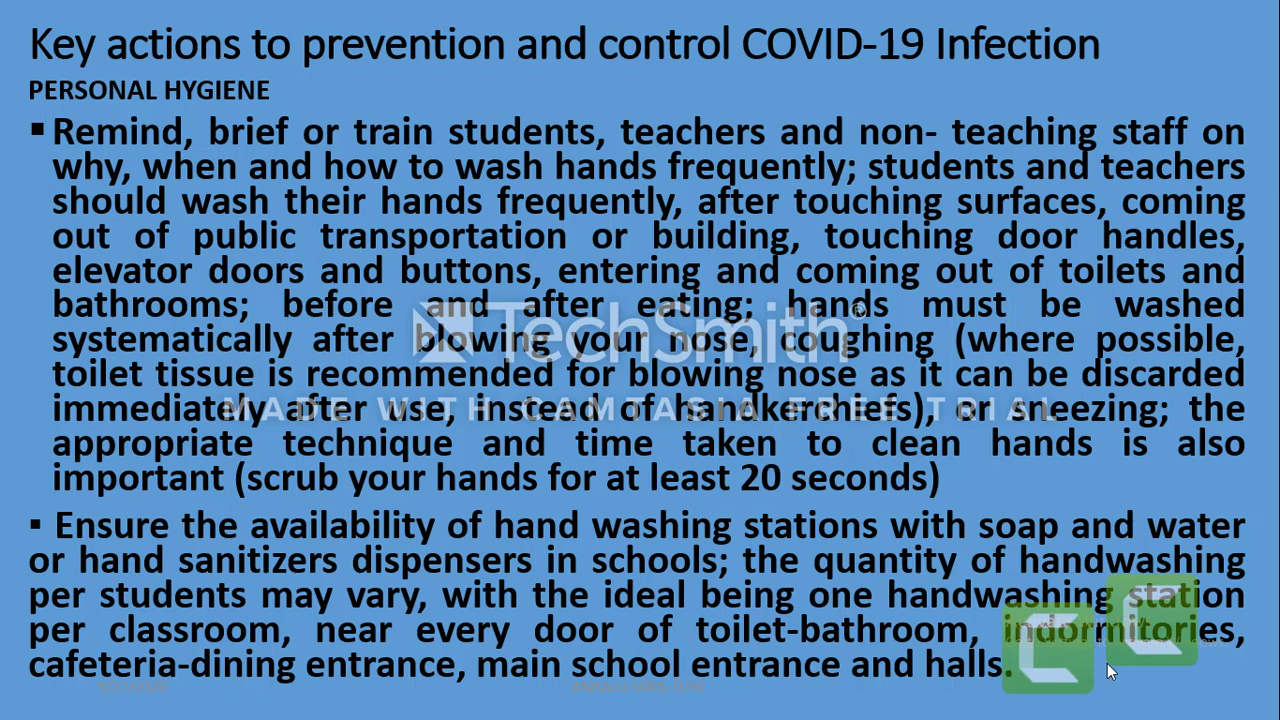 Key actions to prevention and control COVID-19 Infection
PERSONAL HYGIENE
▪ Remind, brief or train students, teachers and non- teaching staff on
why, when and how to wash hands frequently; students and teachers
should wash their hands frequently, after touching surfaces, coming
out of public transportation or building, touching door handles,
elevator doors and buttons, entering and coming out of toilets and
bathrooms; before and after eating; hands must be washed
systematically after blowing your nose, coughing (where possible,
toilet tissue is recommended for blowing nose as it can be discarded
immediately after use, instead of handkerchiefs), or sneezing; the
appropriate technique and time taken to clean hands is also
important (scrub your hands for at least 20 seconds)
▪ Ensure the availability of hand washing stations with soap and water
or hand sanitizers dispensers in schools; the quantity of handwashing
per students may vary, with the ideal being one handwashing station
per classroom, near every door of toilet-bathroom, indormitories,
cafeteria-dining entrance, main school entrance and halls.
TechSmith®
MADE WITH CAMTASIA FREE TRIAL